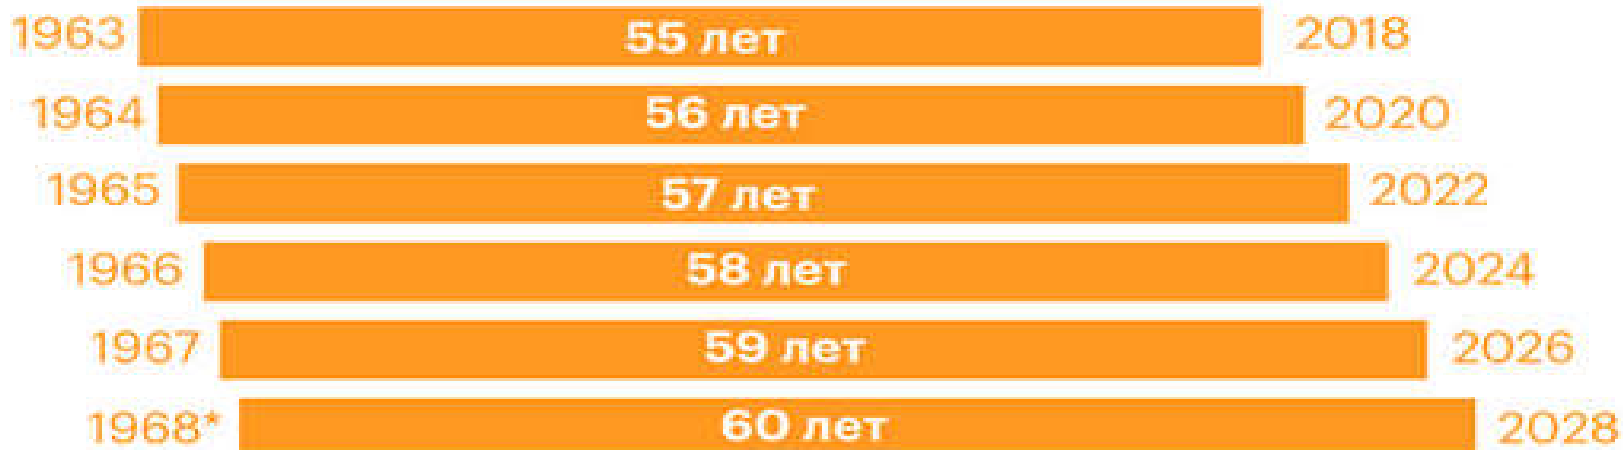 1963 55 лет 2018
1964 56 лет 2020
1965 57 лет 2022
1966 58 лет 2024
1967 59 лет 2026
1968* 60 лет 2028